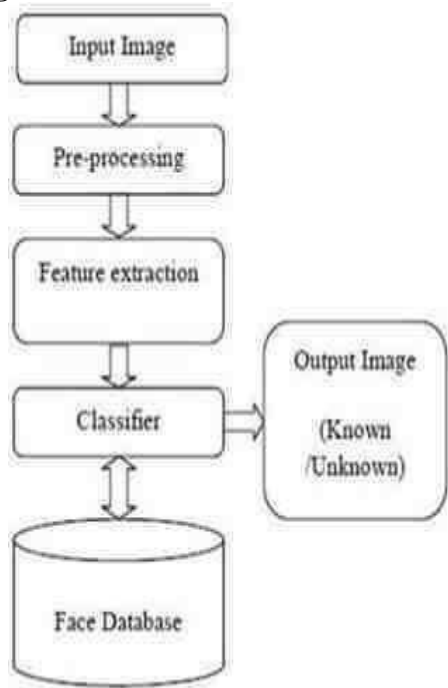 Input Image
Pre-processing
Feature extraction
Classifier
Output Image
(Known
/Unknown)
Face Database